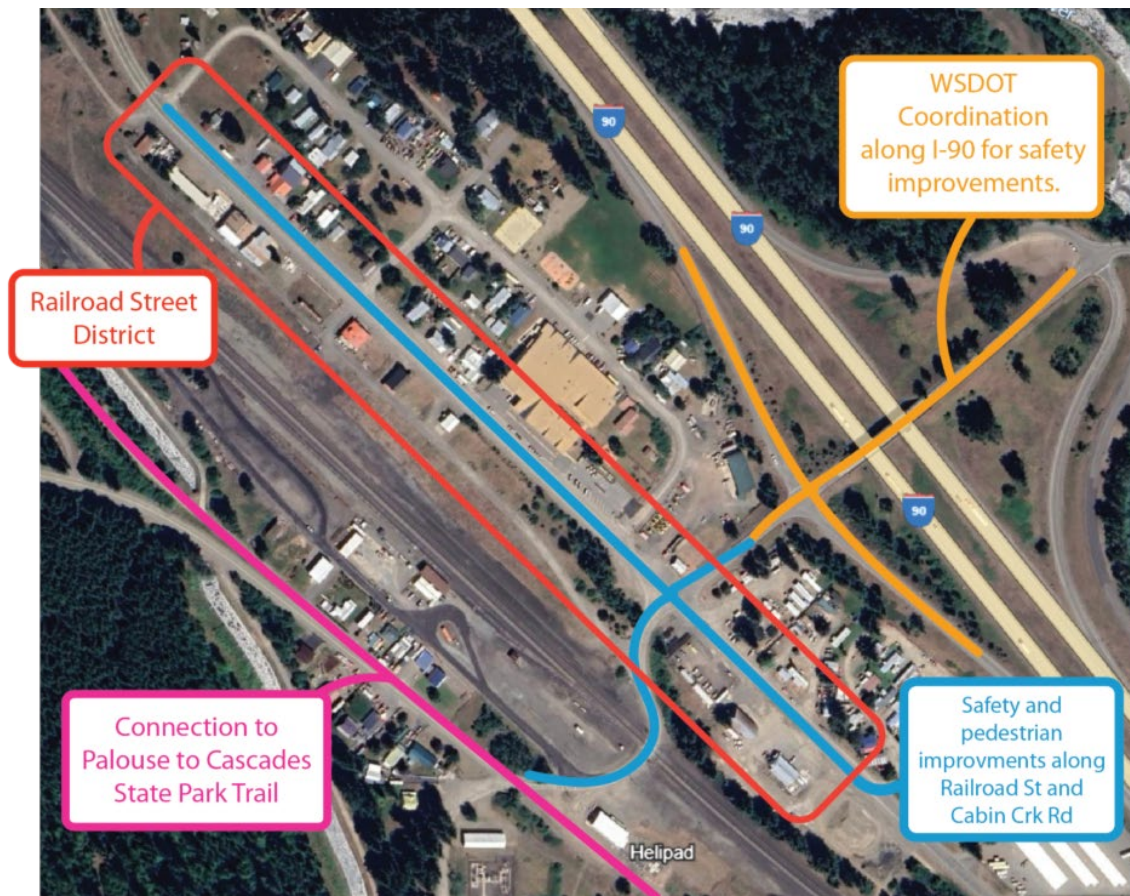 90
WSDOT
Coordination
along I-90 for safety
improvements.
90
Railroad Street
District
90
Connection to
Palouse to Cascades
State Park Trail
Safety and
pedestrian
improvments along
Railroad St and
Cabin Crk Rd
Helipad